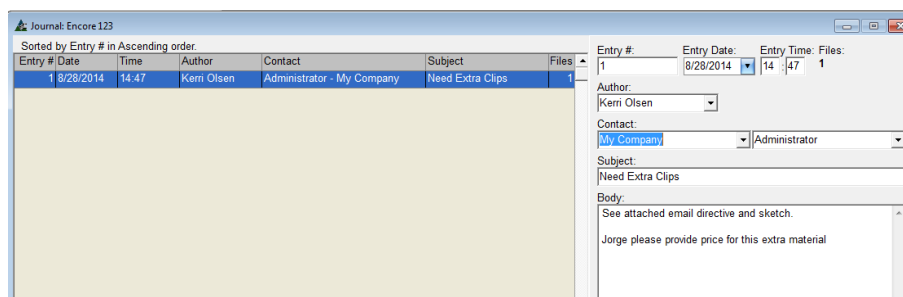 Journal: Encore 123
Sorted by Entry # in Ascending order.
Entry # Date Time Author Contact Subject Files
1 8/28/2014 14:47 Kerri Olsen Administrator - My Company Need Extra Clips 1
Entry #: Entry Date: Entry Time: Files:
1 8/28/2014 14 : 47 1
Author:
Kerri Olsen
Contact:
My Company Administrator
Subject:
Need Extra Clips
Body:
See attached email directive and sketch.
Jorge please provide price for this extra material